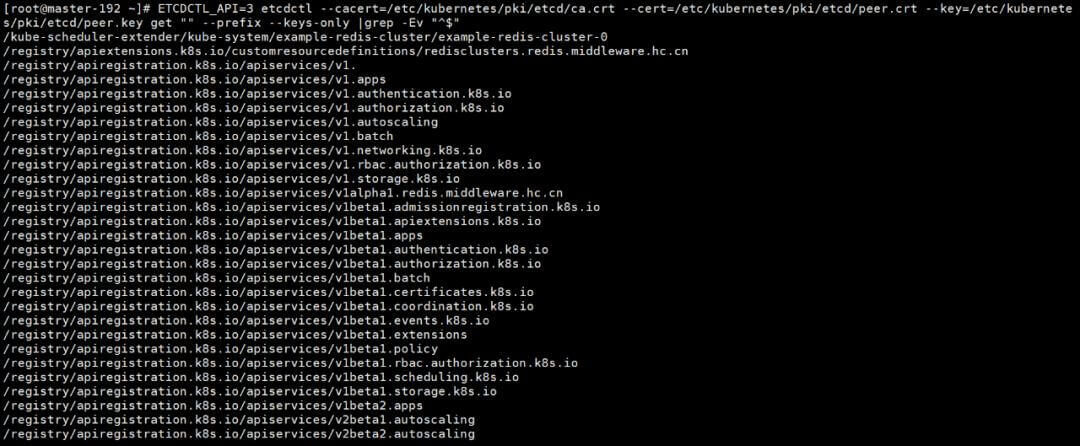 [root@master-192 ~]# ETCDCTL_API=3 etcdctl --cacert=/etc/kubernetes/pki/etcd/ca.crt --cert=/etc/kubernetes/pki/etcd/peer.crt --key=/etc/kubernete
s/pki/etcd/peer.key get "" --prefix --keys-only |grep -Ev "^$"
/kube-scheduler-extender/kube-system/example-redis-cluster/example-redis-cluster-0
/registry/apiextensions.k8s.io/customresourcedefinitions/redisclusters.redis.middleware.hc.cn
/registry/apiregistration.k8s.io/apiservices/v1.
/registry/apiregistration.k8s.io/apiservices/v1.apps
/registry/apiregistration.k8s.io/apiservices/v1.authentication.k8s.io
/registry/apiregistration.k8s.io/apiservices/v1.authorization.k8s.io
/registry/apiregistration.k8s.io/apiservices/v1.autoscaling
/registry/apiregistration.k8s.io/apiservices/v1.batch
/registry/apiregistration.k8s.io/apiservices/v1.networking.k8s.io
/registry/apiregistration.k8s.io/apiservices/v1.rbac.authorization.k8s.io
/registry/apiregistration.k8s.io/apiservices/v1.storage.k8s.io
/registry/apiregistration.k8s.io/apiservices/v1alpha1.redis.middleware.hc.cn
/registry/apiregistration.k8s.io/apiservices/v1beta1.admissionregistration.k8s.io
/registry/apiregistration.k8s.io/apiservices/v1beta1.apiextensions.k8s.io
/registry/apiregistration.k8s.io/apiservices/v1beta1.apps
/registry/apiregistration.k8s.io/apiservices/v1beta1.authentication.k8s.io
/registry/apiregistration.k8s.io/apiservices/v1beta1.authorization.k8s.io
/registry/apiregistration.k8s.io/apiservices/v1beta1.batch
/registry/apiregistration.k8s.io/apiservices/v1beta1.certificates.k8s.io
/registry/apiregistration.k8s.io/apiservices/v1beta1.coordination.k8s.io
/registry/apiregistration.k8s.io/apiservices/v1beta1.events.k8s.io
/registry/apiregistration.k8s.io/apiservices/v1beta1.extensions
/registry/apiregistration.k8s.io/apiservices/v1beta1.policy
/registry/apiregistration.k8s.io/apiservices/v1beta1.rbac.authorization.k8s.io
/registry/apiregistration.k8s.io/apiservices/v1beta1.scheduling.k8s.io
/registry/apiregistration.k8s.io/apiservices/v1beta1.storage.k8s.io
/registry/apiregistration.k8s.io/apiservices/v1beta2.apps
/registry/apiregistration.k8s.io/apiservices/v2beta1.autoscaling
/registry/apiregistration.k8s.io/apiservices/v2beta2.autoscaling